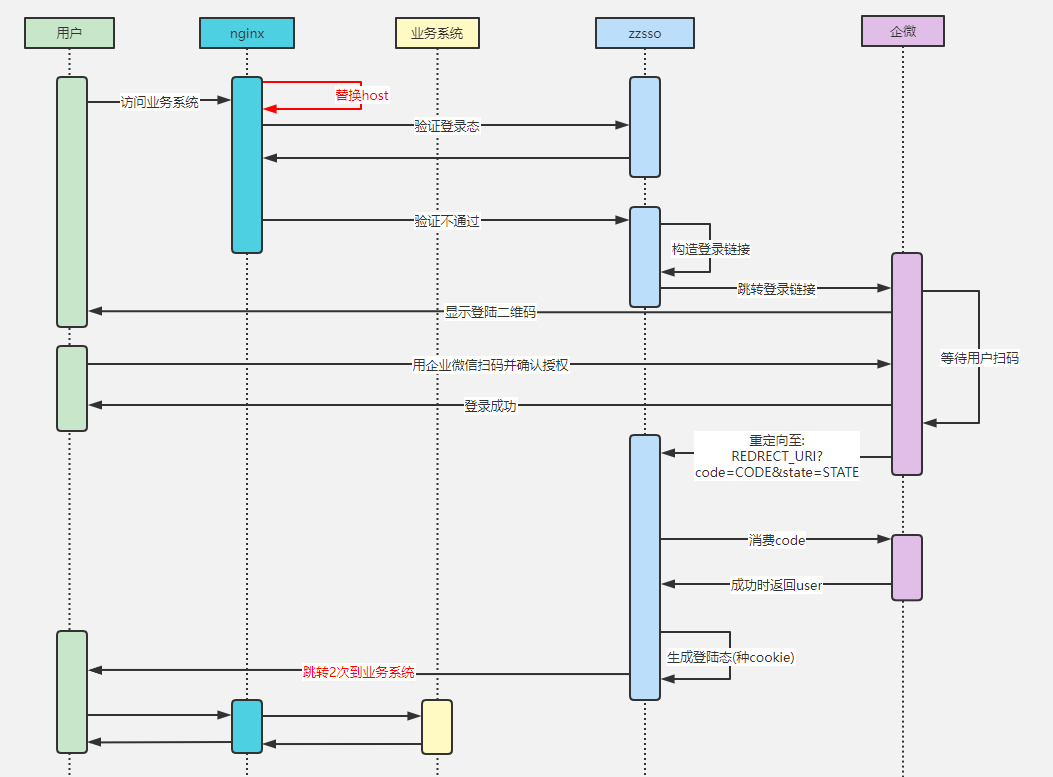 用户
nginx
业务系统
zzsso
企微
替换host
访问业务系统
验证登录态
验证不通过
构造登录链接
跳转登录链接
显示登陆二维码
等待用户扫码
用企业微信扫码并确认授权
登录成功
重定向至:
REDRECT_URI?
code=CODE&state=STATE
消费code
成功时返回user
生成登陆态(种cookie)
跳转2次到业务系统